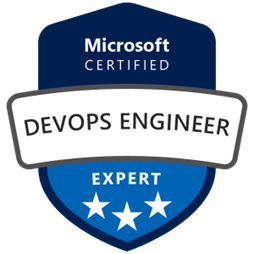 Microsoft
CERTIFIED
DEVOPS ENGINEER
EXPERT